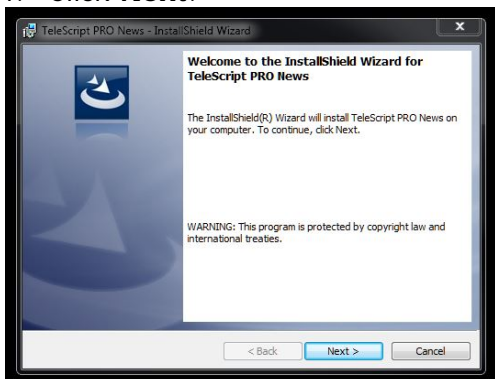 TeleScript PRO News - InstallShield Wizard
Welcome to the InstallShield Wizard for
TeleScript PRO News
The InstallShield(R) Wizard will install TeleScript PRO News on
your computer. To continue, click Next.
WARNING: This program is protected by copyright law and
international treaties.
< Back Next > Cancel